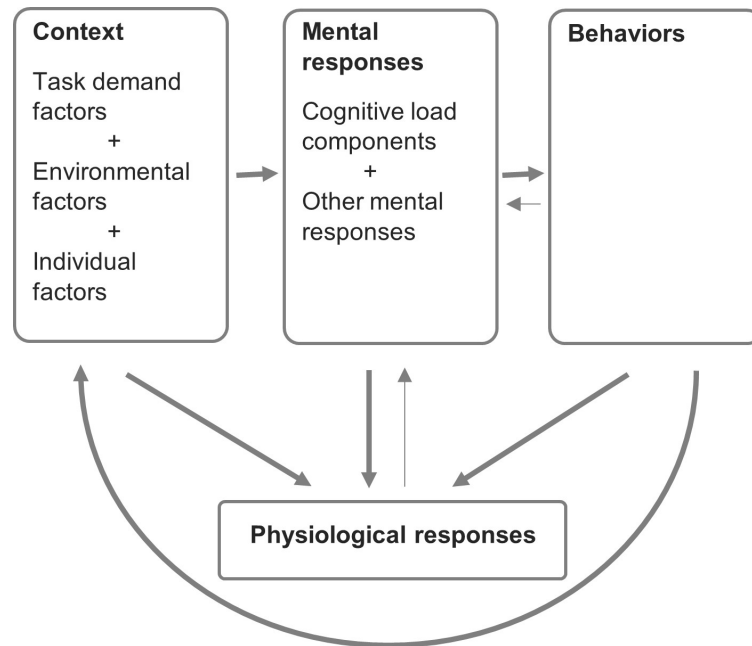 Context
Task demand
factors
+
Environmental
factors
+
Individual
factors
Mental
responses
Cognitive load
components
+
Other mental
responses
Behaviors
Physiological responses